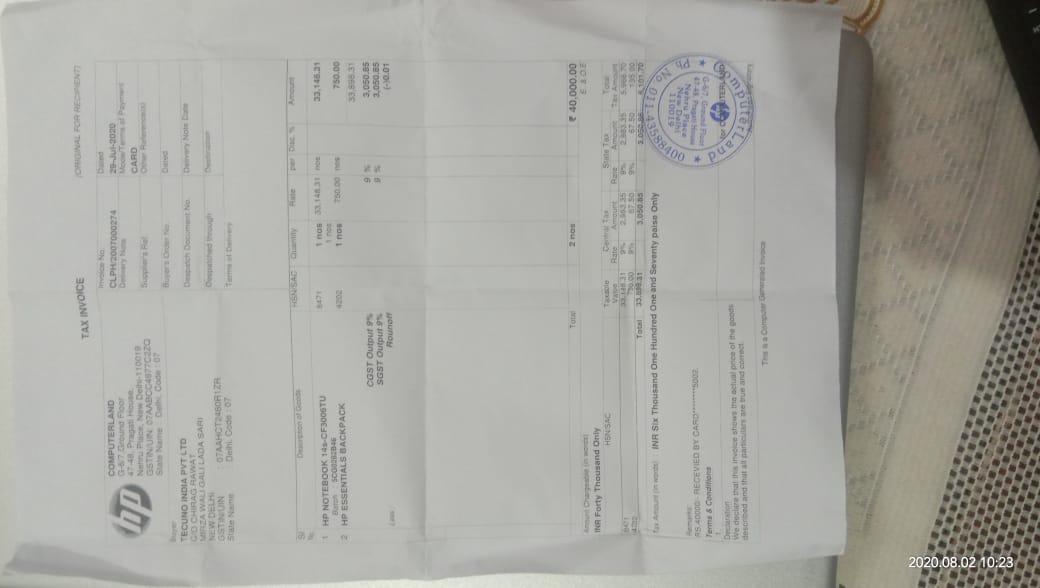 TAX INVOICE
(ORIGINAL FOR RECIPIENT)
hp
COMPUTERLAND
G-6/7,Ground Floor
47-48, Pragati House,
Nehru Place, New Delhi-110019
GSTIN/UIN: 07AABCC4977C2ZQ
State Name : Delhi, Code : 07
Invoice No.
CLPH/2007000274
Dated
29-Jul-2020
Delivery Note
Mode/Terms of Payment
CARD
Supplier's Ref.
Other Reference(s)
Buyer
TECUNO INDIA PVT LTD
C/O CHIRAG RAWAT
MIRZA WALI GALI LADA SARI
NEW DELHI
GSTIN/UIN : 07AAHCT2460R1ZR
State Name : Delhi, Code : 07
Buyer's Order No.
Dated
Despatch Document No.
Delivery Note Date
Despatched through
Destination
Terms of Delivery
Sl No. Description of Goods HSN/SAC Quantity Rate per Disc. % Amount
1 HP NOTEBOOK 14s-CF3006TU 8471 1 nos 33,148.31 nos 33,148.31
Batch : 5CG0282B46 1 nos
2 HP ESSENTIALS BACKPACK 4202 1 nos 750.00 nos 750.00
33,898.31
CGST Output 9% 9 % 3,050.85
SGST Output 9% 9 % 3,050.85
Less : Rounoff (-)0.01
Total 2 nos ₹ 40,000.00
Amount Chargeable (in words) E. & O.E
INR Forty Thousand Only
HSN/SAC Taxable Central Tax State Tax Total
Value Rate Amount Rate Amount Tax Amount
8471 33,148.31 9% 2,983.35 9% 2,983.35 5,966.70
4202 750.00 9% 67.50 9% 67.50 135.00
Total 33,898.31 3,050.85 3,050.85 6,101.70
Tax Amount (in words) : INR Six Thousand One Hundred One and Seventy paise Only
Remarks:
RS.40000/- RECEVIED BY CARD********5002
Terms & Conditions
1.
Declaration
We declare that this invoice shows the actual price of the goods
described and that all particulars are true and correct.
for COMPUTERLAND
Authorised Signatory
ComputerLand
G-6/7, Ground Floor
47-48, Pragati House
Nehru Place
New Delhi
110019
Ph. No. 011-43588400
This is a Computer Generated Invoice
2020.08.02 10:23